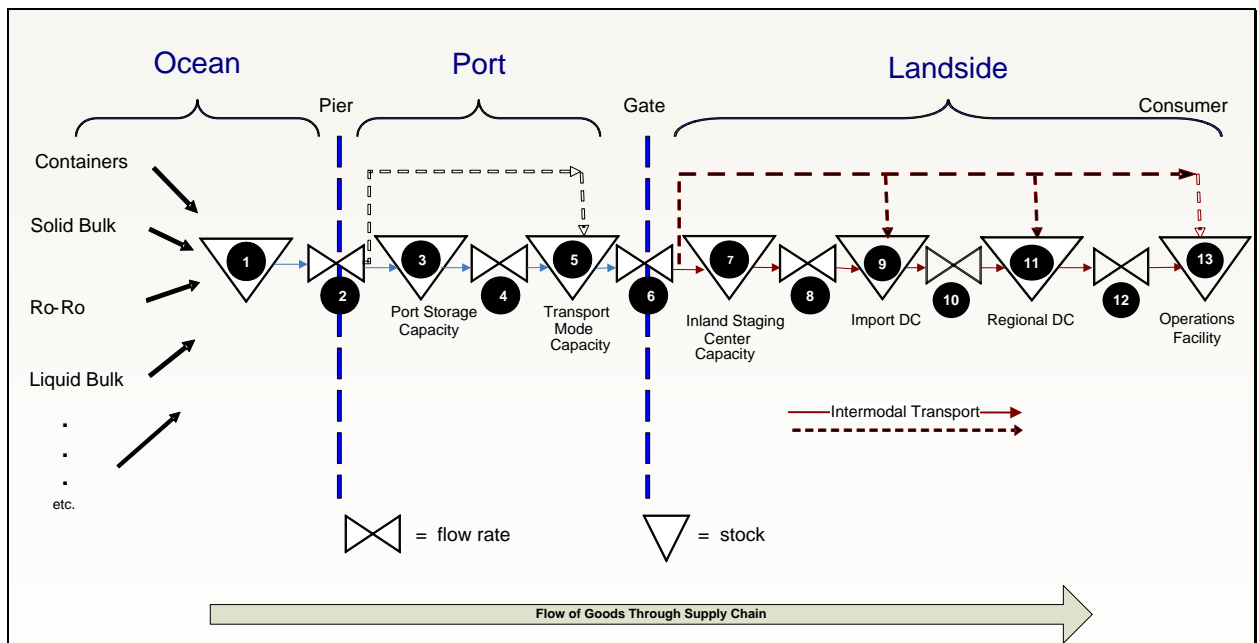 Ocean
Port
Landside
Pier
Gate
Consumer
Containers
Solid Bulk
Ro-Ro
Liquid Bulk
.
.
.
etc.
1
2
3
4
5
6
7
8
9
10
11
12
13
Port Storage
Capacity
Transport
Mode
Capacity
Inland Staging
Center
Capacity
Import DC
Regional DC
Operations
Facility
Intermodal Transport
= flow rate
= stock
Flow of Goods Through Supply Chain